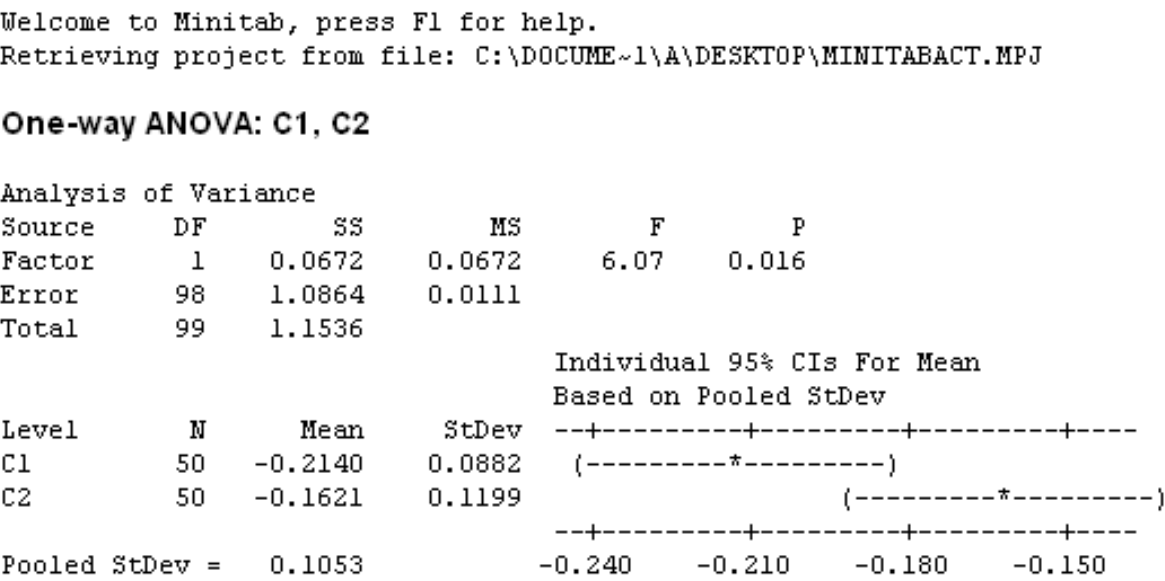 Welcome to Minitab, press F1 for help.
Retrieving project from file: C:\DOCUME~1\A\DESKTOP\MINITABACT.MPJ
One-way ANOVA: C1, C2
Analysis of Variance
Source     DF        SS        MS        F        P
Factor      1    0.0672    0.0672     6.07    0.016
Error      98    1.0864    0.0111
Total      99    1.1536
                                   Individual 95% CIs For Mean
                                   Based on Pooled StDev
Level       N      Mean     StDev  --+---------+---------+---------+----
C1         50   -0.2140    0.0882   (---------*---------)
C2         50   -0.1621    0.1199                    (---------*---------)
                                   --+---------+---------+---------+----
Pooled StDev =   0.1053          -0.240    -0.210    -0.180    -0.150